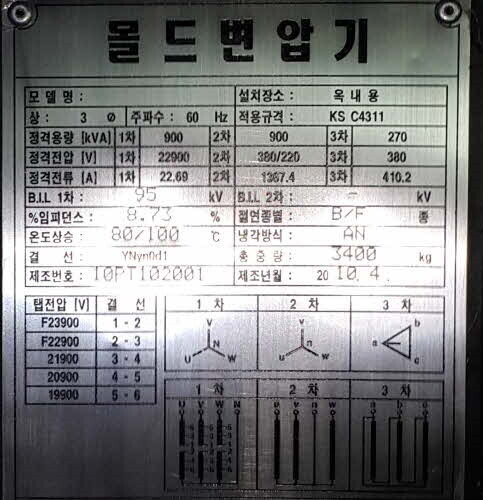 몰드변압기
모 델 명 : 설치장소 : 옥 내 용
상 : 3 Ø 주파수 : 60 Hz 적용규격 : KS C4311
정격용량 [kVA] 1차 900 2차 900 3차 270
정격전압 [V] 1차 22900 2차 380/220 3차 380
정격전류 [A] 1차 22.69 2차 1367.4 3차 410.2
B.I.L 1차 : 95 kV B.I.L 2차 : - kV
%임피던스 : 8.73 % 절연종별 : B/F 종
온도상승 : 80/100 ℃ 냉각방식 : AN
결 선 : YNyn0d1 총 중 량 : 3400 kg
제조번호 : 10PT102001 제조년월 : 20 10.4.
탭전압 [V] 결 선 1 차 2 차 3 차
F23900 1 - 2
F22900 2 - 3
21900 3 - 4
20900 4 - 5
19900 5 - 6
V N U W
v n u w
b a c
1 차 2 차 3 차
U V W N u v n w a b c